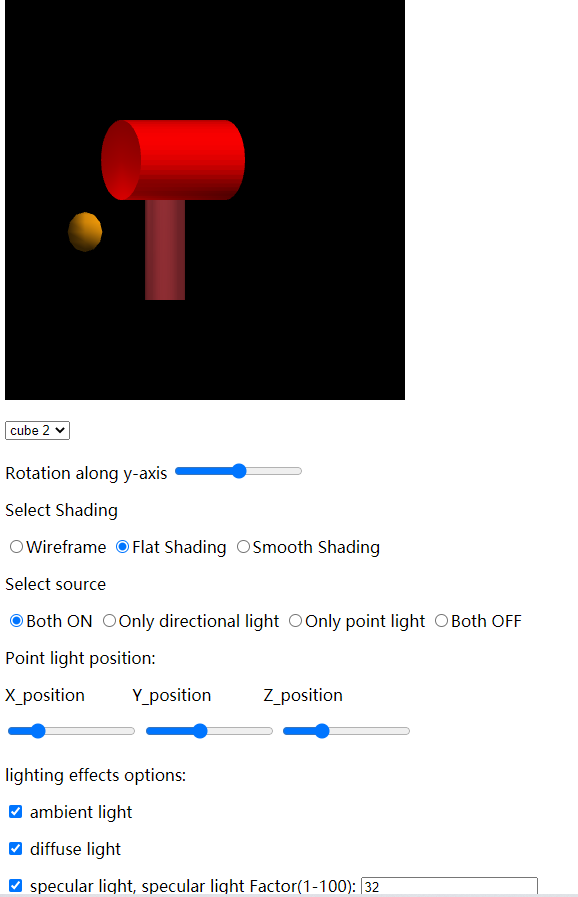 cube 2
Rotation along y-axis
Select Shading
Wireframe Flat Shading Smooth Shading
Select source
Both ON Only directional light Only point light Both OFF
Point light position:
X_position Y_position Z_position
lighting effects options:
ambient light
diffuse light
specular light, specular light Factor(1-100): 32